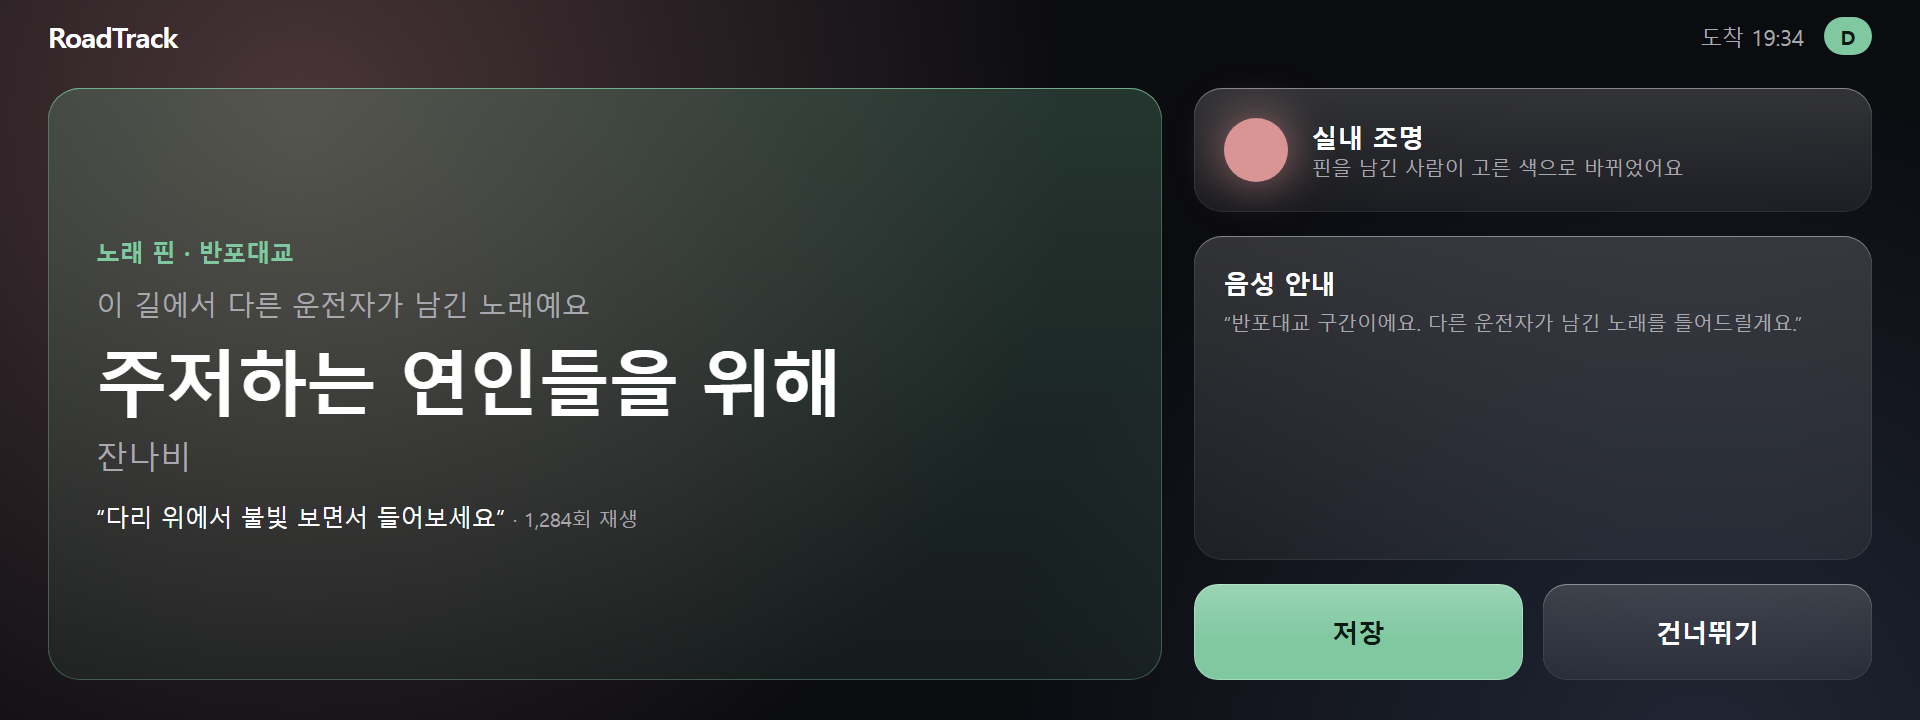 RoadTrack
도착 19:34
D
노래 핀 · 반포대교
이 길에서 다른 운전자가 남긴 노래예요
주저하는 연인들을 위해
잔나비
“다리 위에서 불빛 보면서 들어보세요” · 1,284회 재생
실내 조명
핀을 남긴 사람이 고른 색으로 바뀌었어요
음성 안내
“반포대교 구간이에요. 다른 운전자가 남긴 노래를 틀어드릴게요.”
저장
건너뛰기